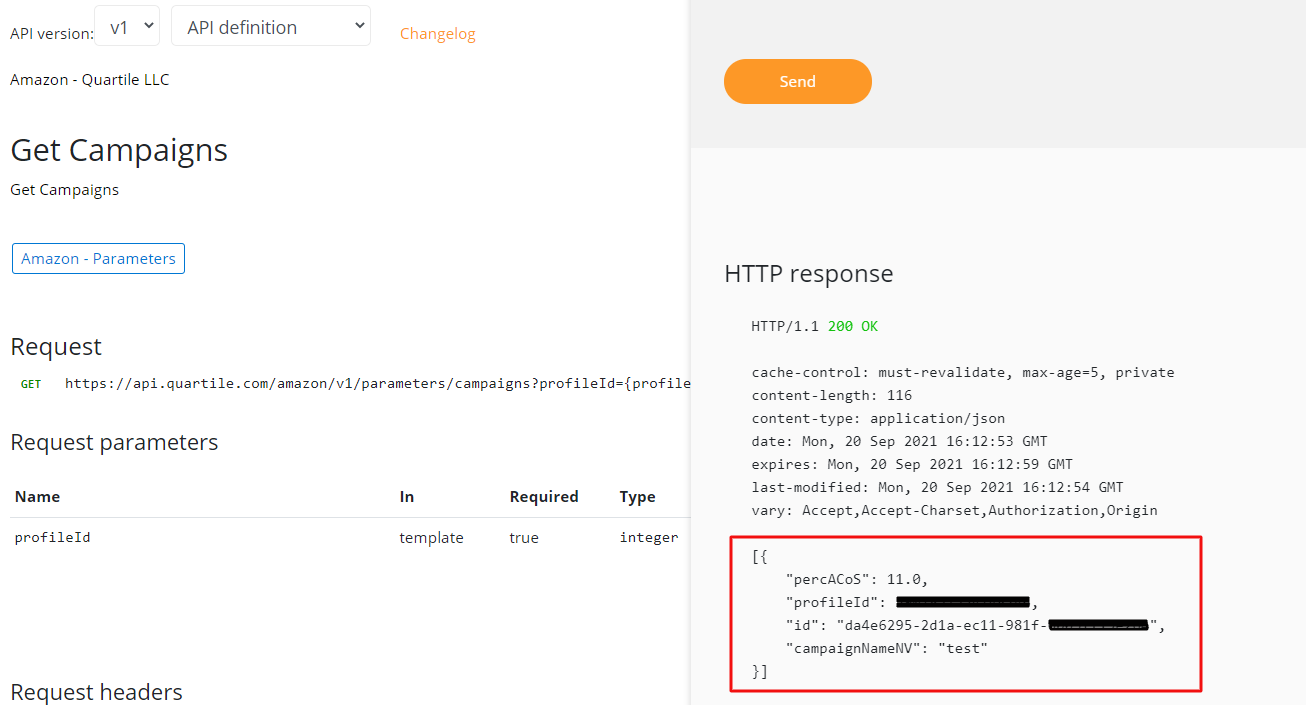 API version: v1 API definition Changelog
Amazon - Quartile LLC
Get Campaigns
Get Campaigns
Amazon - Parameters
Request
GET https://api.quartile.com/amazon/v1/parameters/campaigns?profileId={profile
Request parameters
Name In Required Type
profileId template true integer
Request headers
Send
HTTP response
HTTP/1.1 200 OK
cache-control: must-revalidate, max-age=5, private
content-length: 116
content-type: application/json
date: Mon, 20 Sep 2021 16:12:53 GMT
expires: Mon, 20 Sep 2021 16:12:59 GMT
last-modified: Mon, 20 Sep 2021 16:12:54 GMT
vary: Accept,Accept-Charset,Authorization,Origin
[{
"percACoS": 11.0,
"profileId": ,
"id": "da4e6295-2d1a-ec11-981f-",
"campaignNameNV": "test"
}]